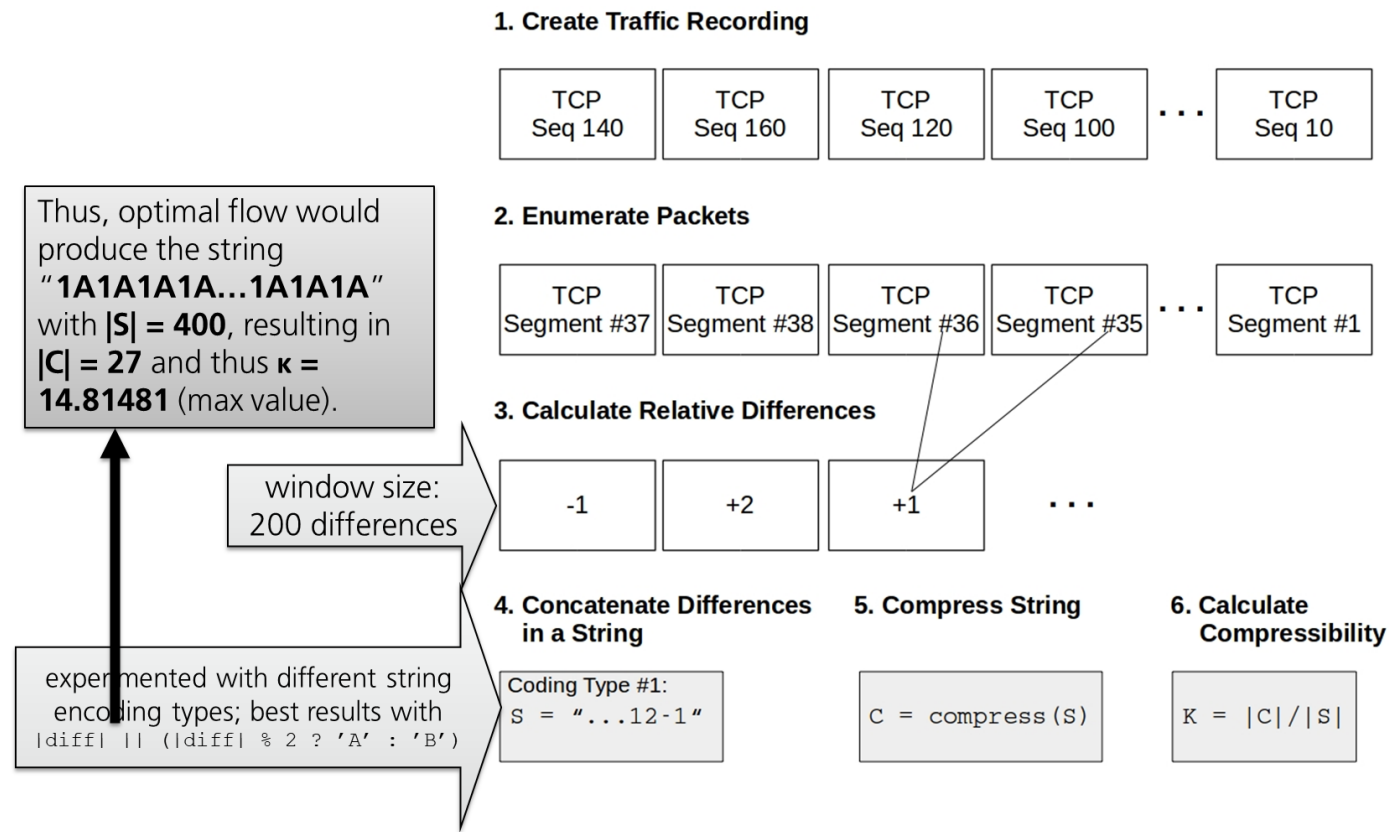 1. Create Traffic Recording
TCP
Seq 140
TCP
Seq 160
TCP
Seq 120
TCP
Seq 100
. . .
TCP
Seq 10
Thus, optimal flow would
produce the string
“1A1A1A1A...1A1A1A”
with |S| = 400, resulting in
|C| = 27 and thus κ =
14.81481 (max value).
2. Enumerate Packets
TCP
Segment #37
TCP
Segment #38
TCP
Segment #36
TCP
Segment #35
. . .
TCP
Segment #1
3. Calculate Relative Differences
window size:
200 differences
-1
+2
+1
. . .
4. Concatenate Differences
in a String
5. Compress String
6. Calculate
Compressibility
experimented with different string
encoding types; best results with
|diff| || (|diff| % 2 ? ’A’ : ’B’)
Coding Type #1:
S = “...12-1“
C = compress(S)
K = |C|/|S|